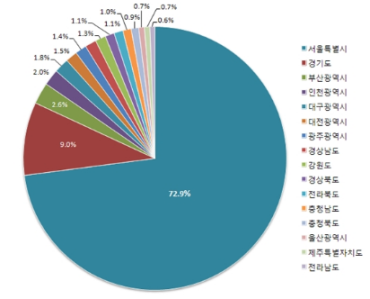 0.7%
0.7%
1.0%
0.6%
1.1%
0.9%
1.1%
1.3%
1.4%
1.5%
1.8%
2.0%
2.6%
9.0%
72.9%
서울특별시
경기도
부산광역시
인천광역시
대구광역시
대전광역시
광주광역시
경상남도
강원도
경상북도
전라북도
충청남도
충청북도
울산광역시
제주특별자치도
전라남도